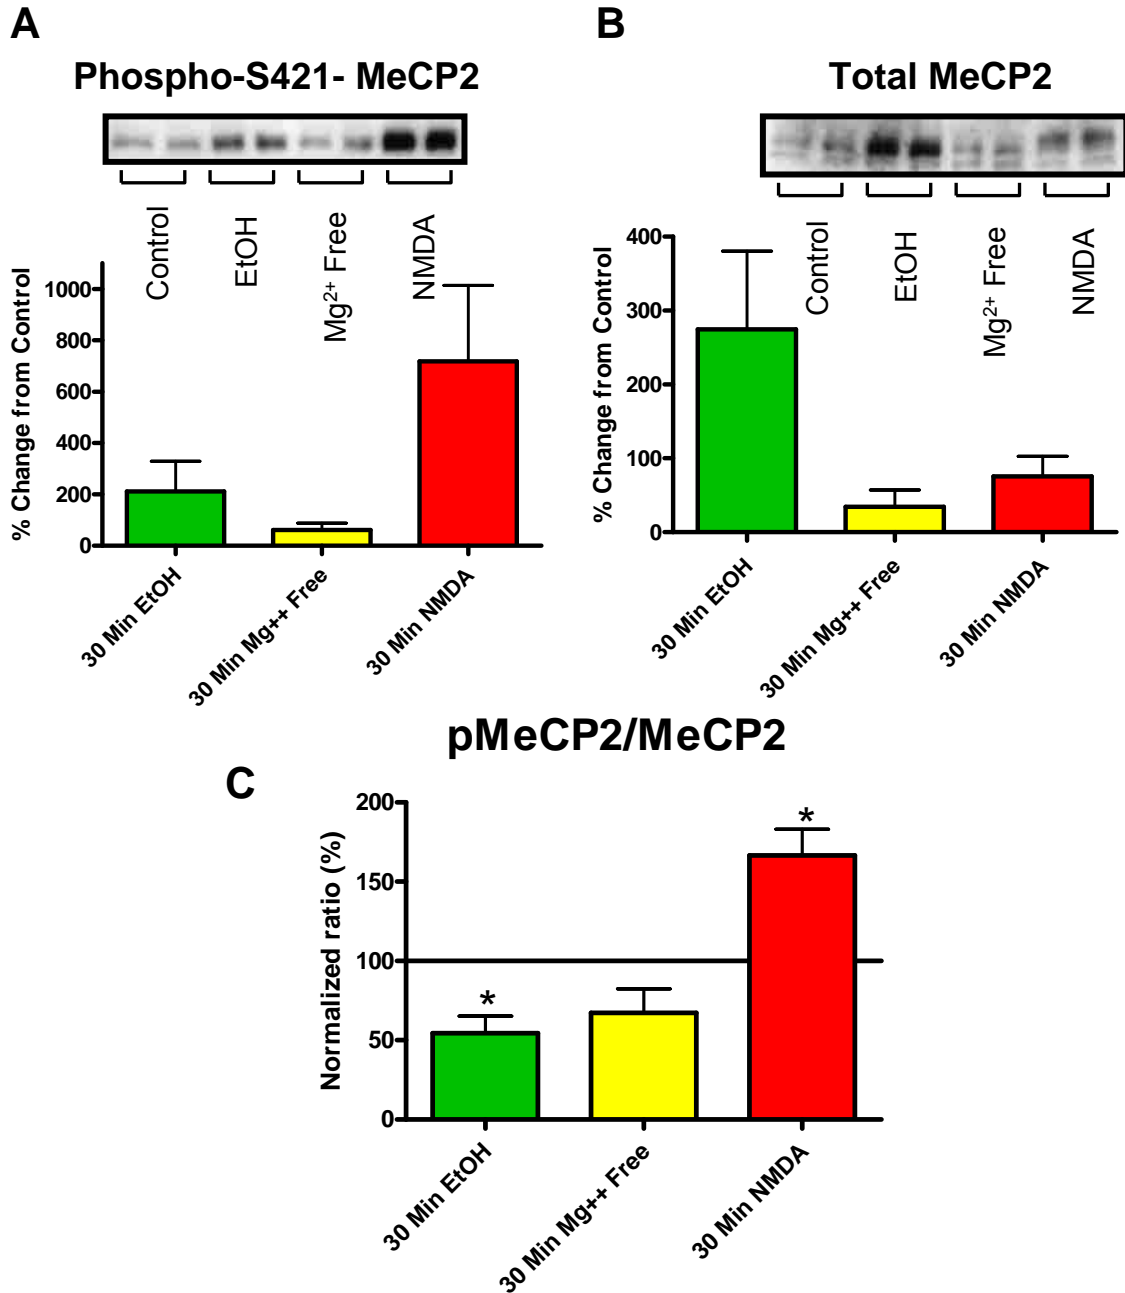 A
Phospho-S421- MeCP2
Control
EtOH
Mg2+ Free
NMDA
% Change from Control
1000
800
600
400
200
0
30 Min EtOH
30 Min Mg++ Free
30 Min NMDA
B
Total MeCP2
Control
EtOH
Mg2+ Free
NMDA
% Change from Control
400
300
200
100
0
30 Min EtOH
30 Min Mg++ Free
30 Min NMDA
C
pMeCP2/MeCP2
Normalized ratio (%)
200
150
100
50
0
*
*
30 Min EtOH
30 Min Mg++ Free
30 Min NMDA